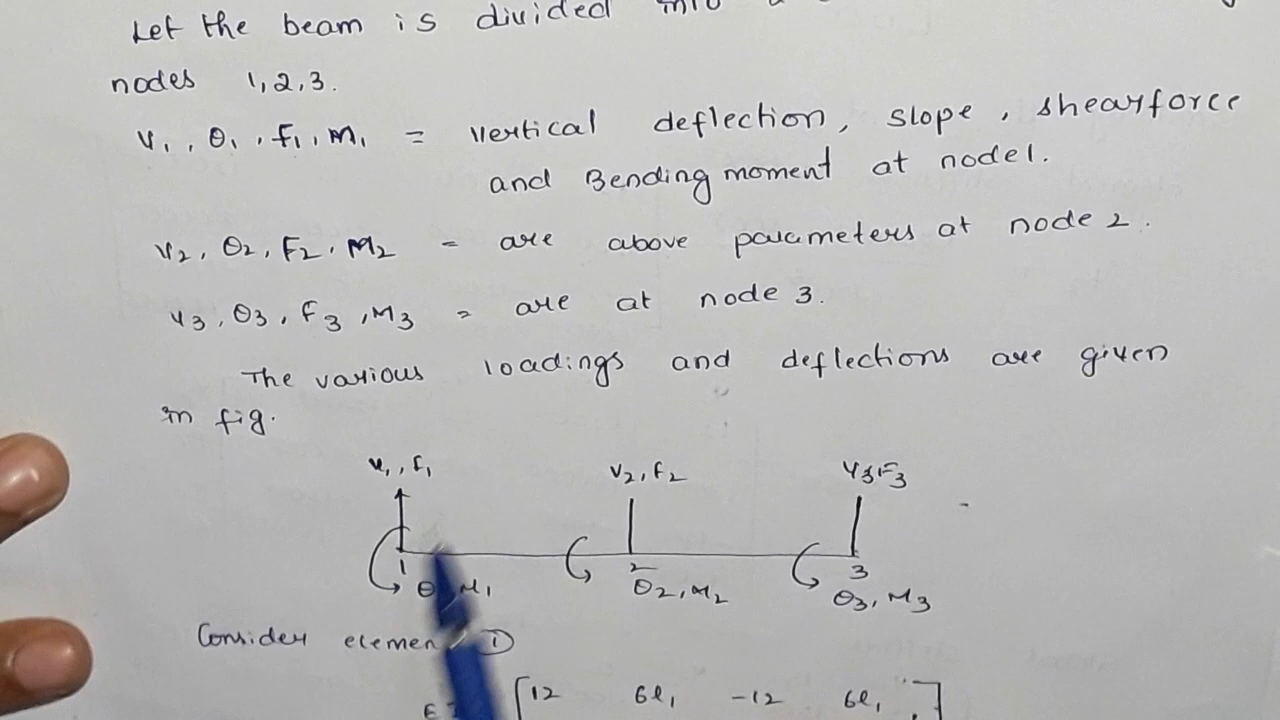 Let the beam is divided into
nodes 1,2,3.
V₁, θ₁, F₁, M₁ = Vertical deflection, slope, shearforce
and Bending moment at node1.
V₂, θ₂, F₂, M₂ = are above parameters at node 2.
V₃, θ₃, F₃, M₃ = are at node 3.
The various loadings and deflections are given
in fig.
V₁, F₁ V₂, F₂ V₃, F₃
1 2 3
θ M₁ θ₂, M₂ θ₃, M₃
Consider elemen ①
E [12 6l₁ -12 6l₁ ]